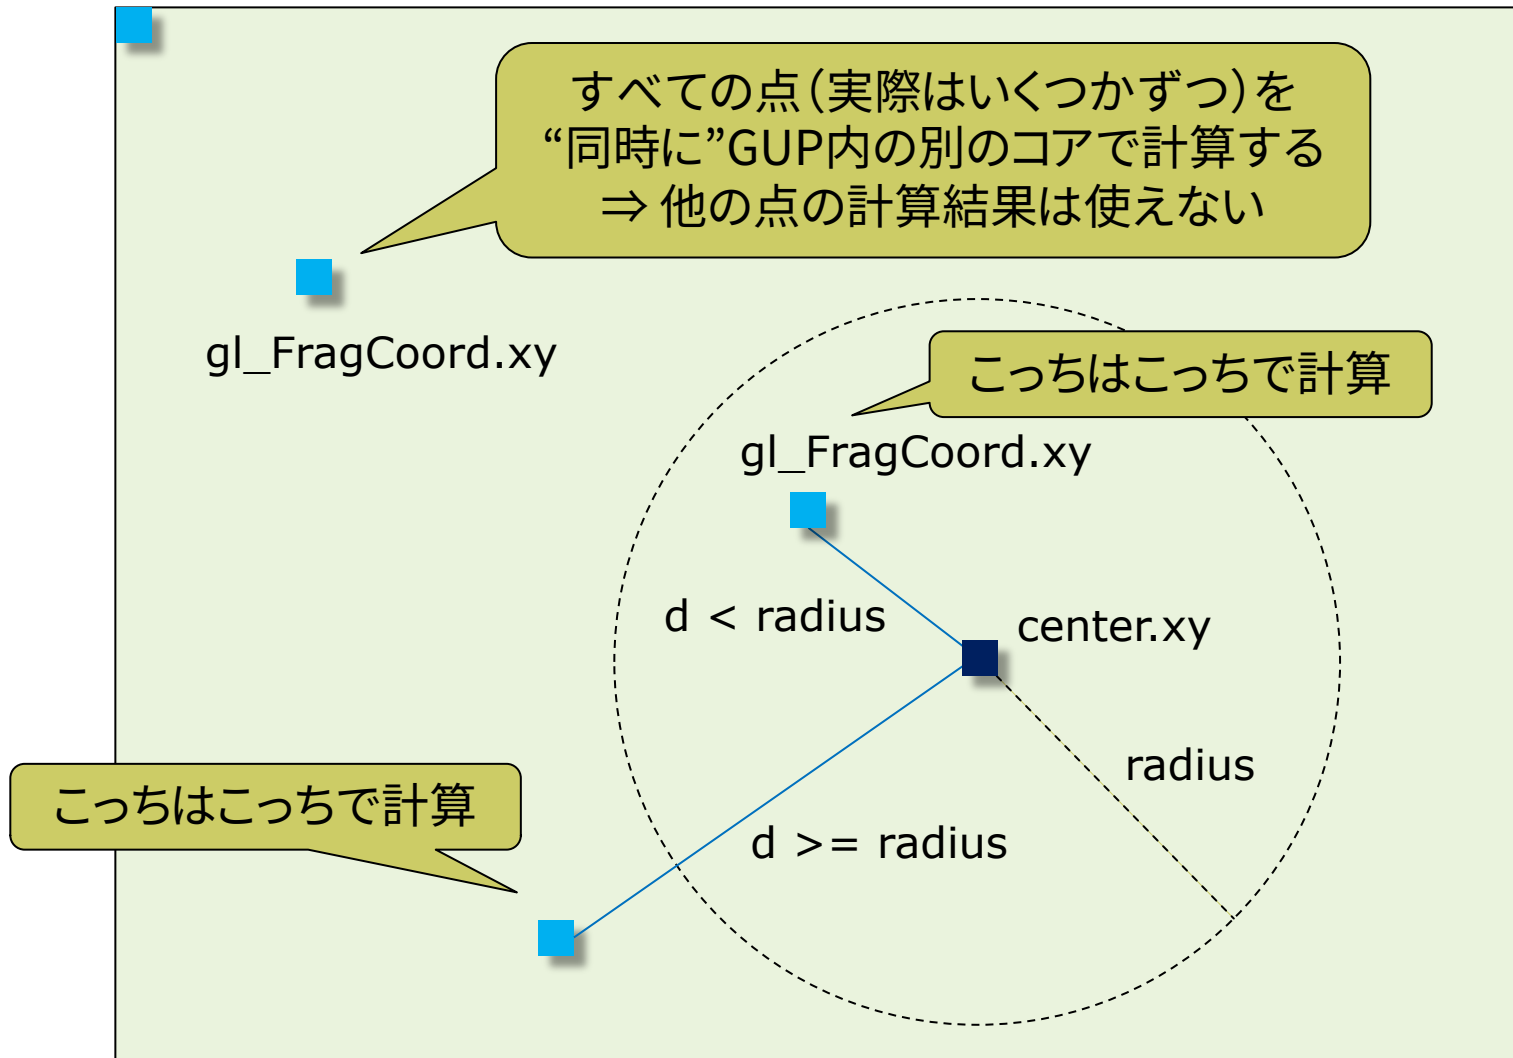 すべての点（実際はいくつかずつ）を
“同時に”GUP内の別のコアで計算する
⇒ 他の点の計算結果は使えない
gl_FragCoord.xy
こっちはこっちで計算
gl_FragCoord.xy
d < radius
center.xy
radius
こっちはこっちで計算
d >= radius